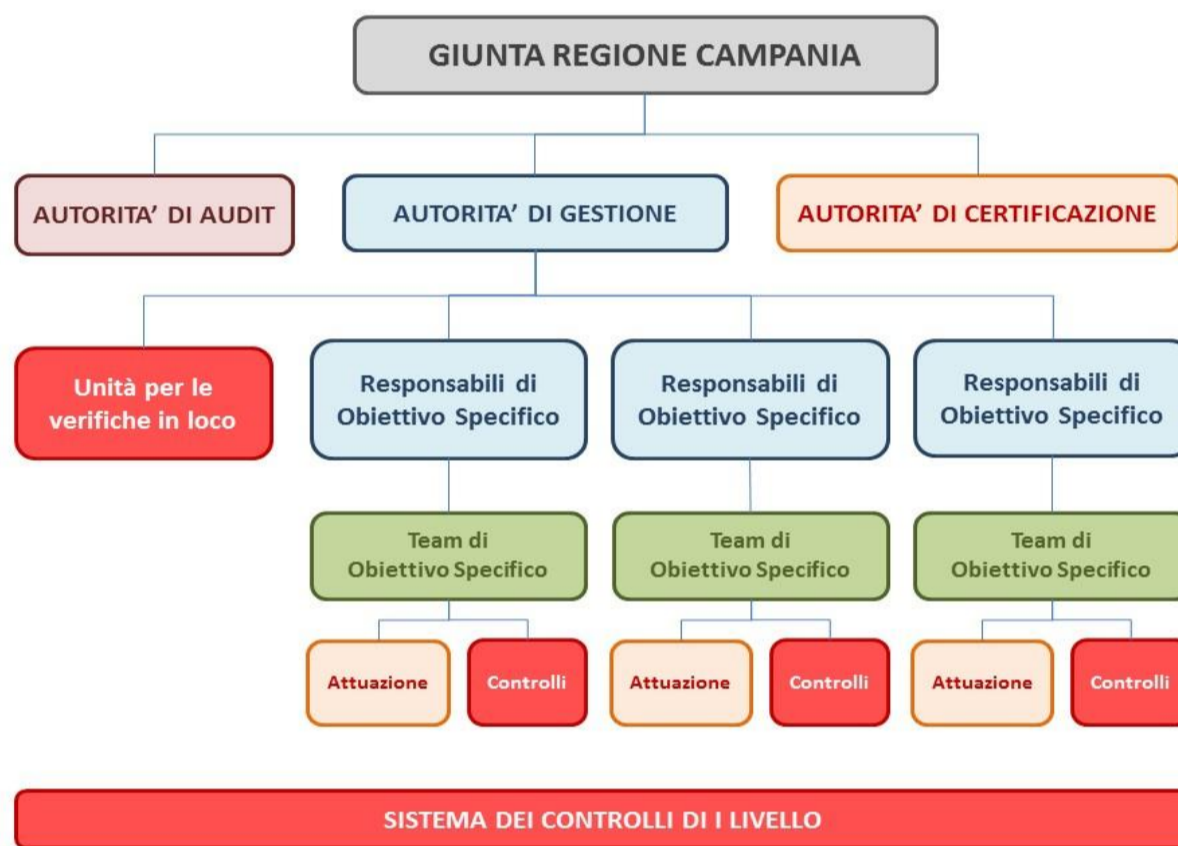 GIUNTA REGIONE CAMPANIA
AUTORITA’ DI AUDIT
AUTORITA’ DI GESTIONE
AUTORITA’ DI CERTIFICAZIONE
Unità per le
verifiche in loco
Responsabili di
Obiettivo Specifico
Responsabili di
Obiettivo Specifico
Responsabili di
Obiettivo Specifico
Team di
Obiettivo Specifico
Team di
Obiettivo Specifico
Team di
Obiettivo Specifico
Attuazione
Controlli
Attuazione
Controlli
Attuazione
Controlli
SISTEMA DEI CONTROLLI DI I LIVELLO